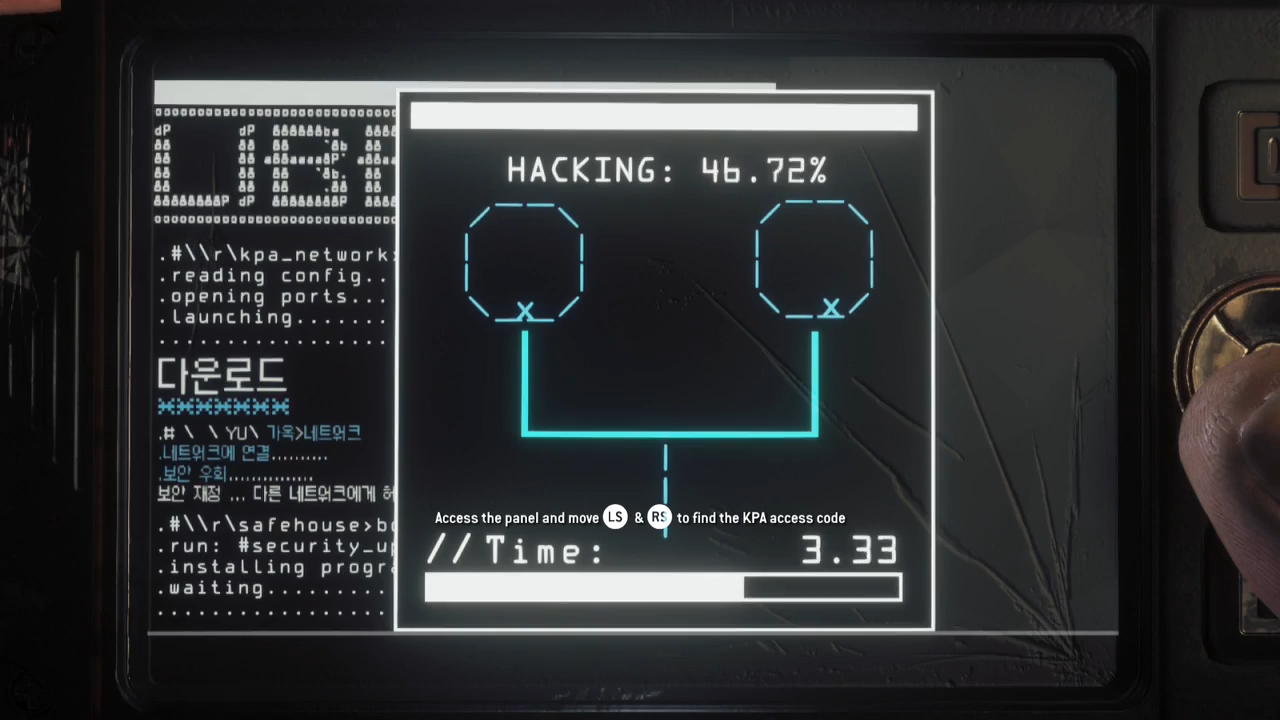 .#\\r\kpa_network>
.reading config..
.opening ports...
.launching.......
다운로드
.# \ \ YU\ 가옥>네트워크
.네트워크에 연결..........
.보안 우회...............
보안 재정 ... 다른 네트워크에게 허
.#\\r\safehouse>bo
.run: #security_up
.installing progra
.waiting..........
HACKING: 46.72%
x x
Access the panel and move LS & RS to find the KPA access code
//Time: 3.33